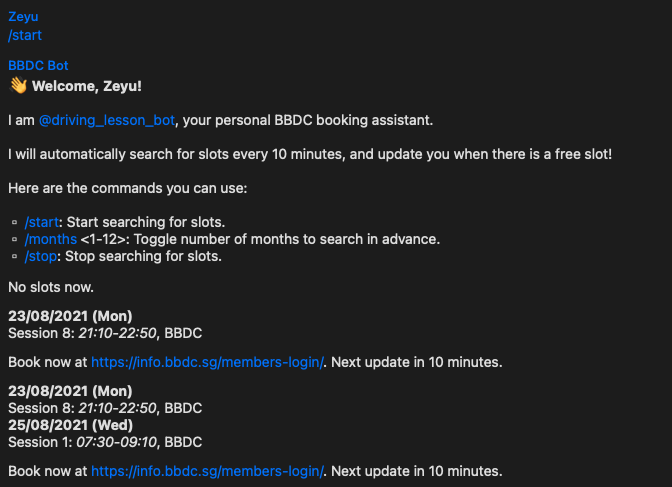 Zeyu
/start
BBDC Bot
👋 Welcome, Zeyu!
I am @driving_lesson_bot, your personal BBDC booking assistant.
I will automatically search for slots every 10 minutes, and update you when there is a free slot!
Here are the commands you can use:
▫ /start: Start searching for slots.
▫ /months <1-12>: Toggle number of months to search in advance.
▫ /stop: Stop searching for slots.
No slots now.
23/08/2021 (Mon)
Session 8: 21:10-22:50, BBDC
Book now at https://info.bbdc.sg/members-login/. Next update in 10 minutes.
23/08/2021 (Mon)
Session 8: 21:10-22:50, BBDC
25/08/2021 (Wed)
Session 1: 07:30-09:10, BBDC
Book now at https://info.bbdc.sg/members-login/. Next update in 10 minutes.